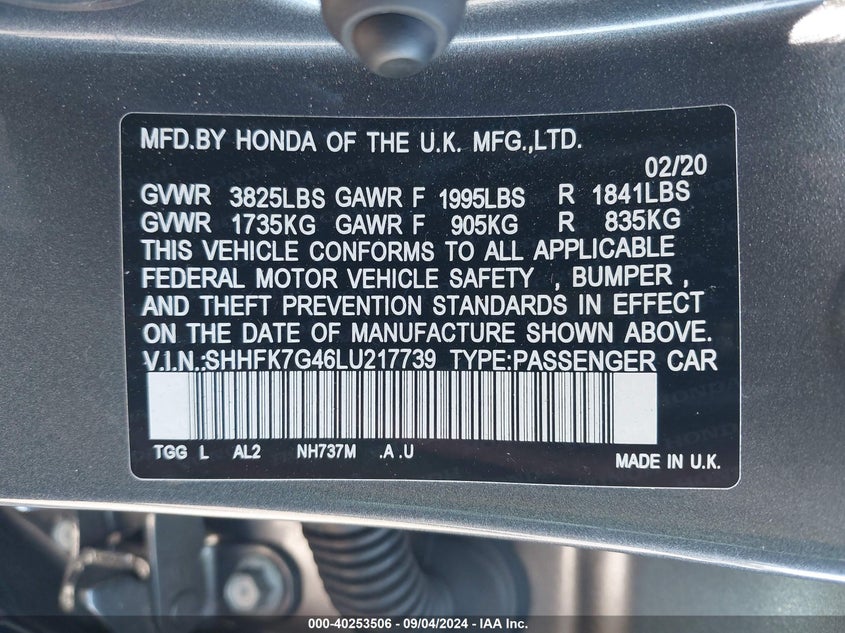 MFD.BY HONDA OF THE U.K. MFG.,LTD.
02/20
GVWR 3825LBS GAWR F 1995LBS R 1841LBS
GVWR 1735KG GAWR F 905KG R 835KG
THIS VEHICLE CONFORMS TO ALL APPLICABLE
FEDERAL MOTOR VEHICLE SAFETY , BUMPER ,
AND THEFT PREVENTION STANDARDS IN EFFECT
ON THE DATE OF MANUFACTURE SHOWN ABOVE.
V.I.N.:SHHFK7G46LU217739 TYPE:PASSENGER CAR
TGG L AL2 NH737M .A .U
MADE IN U.K.
000-40253506 - 09/04/2024 - IAA Inc.